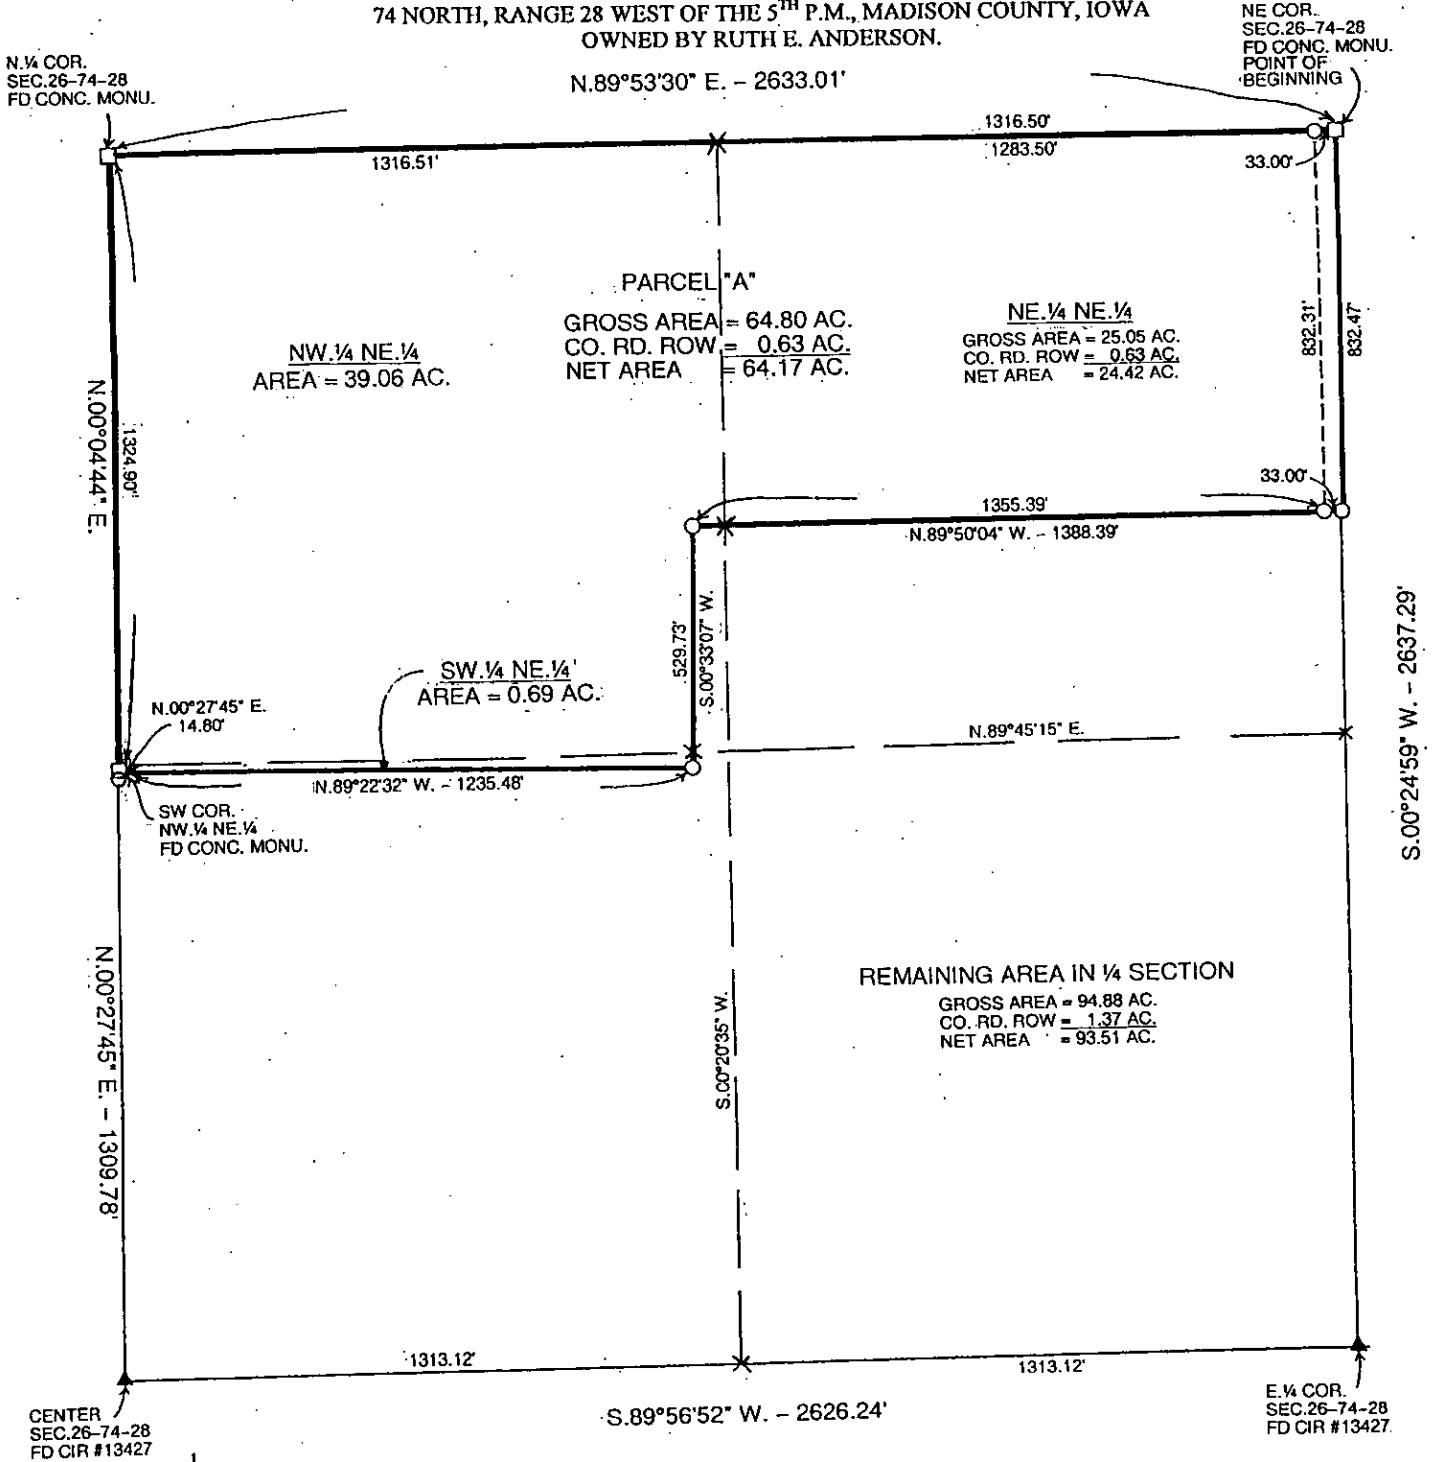 74 NORTH, RANGE 28 WEST OF THE 5TH P.M., MADISON COUNTY, IOWA
OWNED BY RUTH E. ANDERSON.
NE COR.
SEC.26-74-28
FD CONC. MONU.
POINT OF
BEGINNING
N.¼ COR.
SEC.26-74-28
FD CONC. MONU.
N.89°53'30" E. - 2633.01'
1316.51'
1316.50'
1283.50'
33.00'
PARCEL "A"
GROSS AREA = 64.80 AC.
CO. RD. ROW = 0.63 AC.
NET AREA = 64.17 AC.
NW.¼ NE.¼
AREA = 39.06 AC.
NE.¼ NE.¼
GROSS AREA = 25.05 AC.
CO. RD. ROW = 0.63 AC.
NET AREA = 24.42 AC.
832.31'
832.47'
N.00°04'44" E.
1324.90'
33.00'
1355.39'
N.89°50'04" W. - 1388.39'
529.73'
S.00°33'07" W.
SW.¼ NE.¼'
AREA = 0.69 AC.
N.00°27'45" E.
14.80'
N.89°45'15" E.
S.00°24'59" W. - 2637.29'
N.89°22'32" W. - 1235.48'
SW COR.
NW.¼ NE.¼
FD CONC. MONU.
N.00°27'45" E. - 1309.78'
S.00°20'35" W.
REMAINING AREA IN ¼ SECTION
GROSS AREA = 94.88 AC.
CO. RD. ROW = 1.37 AC.
NET AREA = 93.51 AC.
1313.12'
1313.12'
S.89°56'52" W. - 2626.24'
CENTER
SEC.26-74-28
FD CIR #13427
E.¼ COR.
SEC.26-74-28
FD CIR #13427